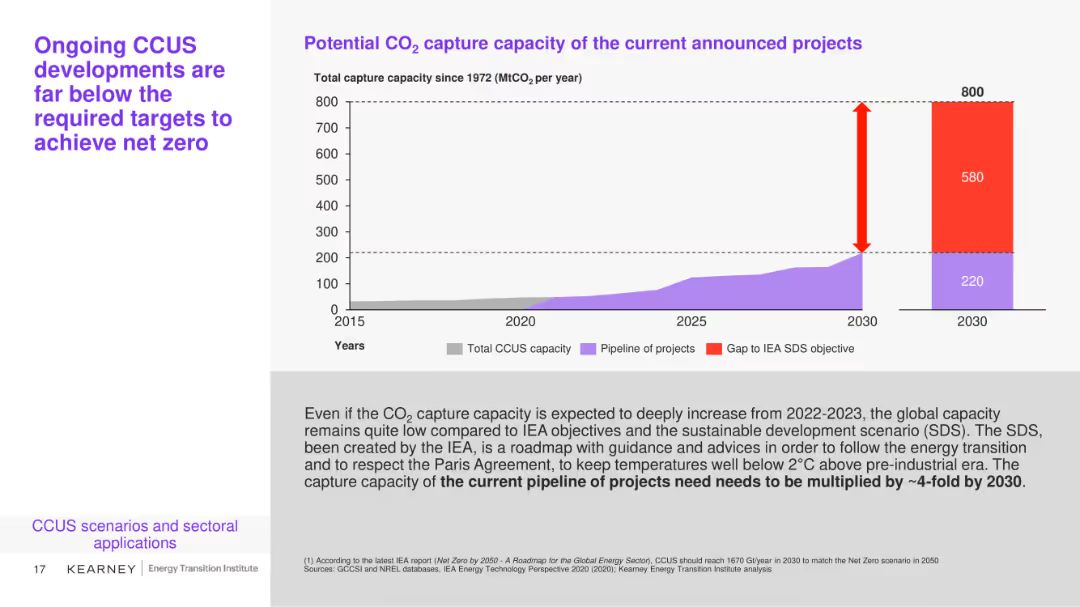 Ongoing CCUS
developments are
far below the
required targets to
achieve net zero
Potential CO2 capture capacity of the current announced projects
Total capture capacity since 1972 (MtCO2 per year)
800
700
600
500
400
300
200
100
0
2015
2020
2025
2030
Years
800
580
220
2030
Total CCUS capacity
Pipeline of projects
Gap to IEA SDS objective
Even if the CO2 capture capacity is expected to deeply increase from 2022-2023, the global capacity
remains quite low compared to IEA objectives and the sustainable development scenario (SDS). The SDS,
been created by the IEA, is a roadmap with guidance and advices in order to follow the energy transition
and to respect the Paris Agreement, to keep temperatures well below 2°C above pre-industrial era. The
capture capacity of the current pipeline of projects need needs to be multiplied by ~4-fold by 2030.
CCUS scenarios and sectoral
applications
(1) According to the latest IEA report (Net Zero by 2050 - A Roadmap for the Global Energy Sector), CCUS should reach 1670 Gt/year in 2030 to match the Net Zero scenario in 2050
Sources: GCCSI and NREL databases, IEA Energy Technology Perspective 2020 (2020); Kearney Energy Transition Institute analysis
17 KEARNEY Energy Transition Institute